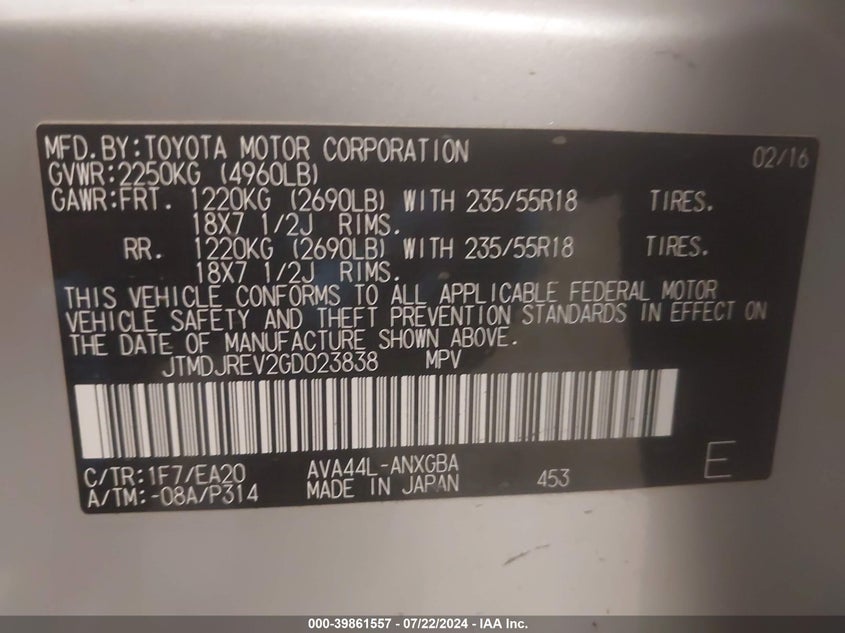 MFD.BY:TOYOTA MOTOR CORPORATION 02/16
GVWR:2250KG (4960LB)
GAWR:FRT. 1220KG (2690LB) WITH 235/55R18 TIRES.
18X7 1/2J RIMS.
RR. 1220KG (2690LB) WITH 235/55R18 TIRES.
18X7 1/2J RIMS.
THIS VEHICLE CONFORMS TO ALL APPLICABLE FEDERAL MOTOR
VEHICLE SAFETY AND THEFT PREVENTION STANDARDS IN EFFECT ON
THE DATE OF MANUFACTURE SHOWN ABOVE.
JTMDJREV2GD023838 MPV
C/TR:1F7/EA20 AVA44L-ANXGBA E
A/TM:-08A/P314 MADE IN JAPAN 453
000-39861557 - 07/22/2024 - IAA Inc.